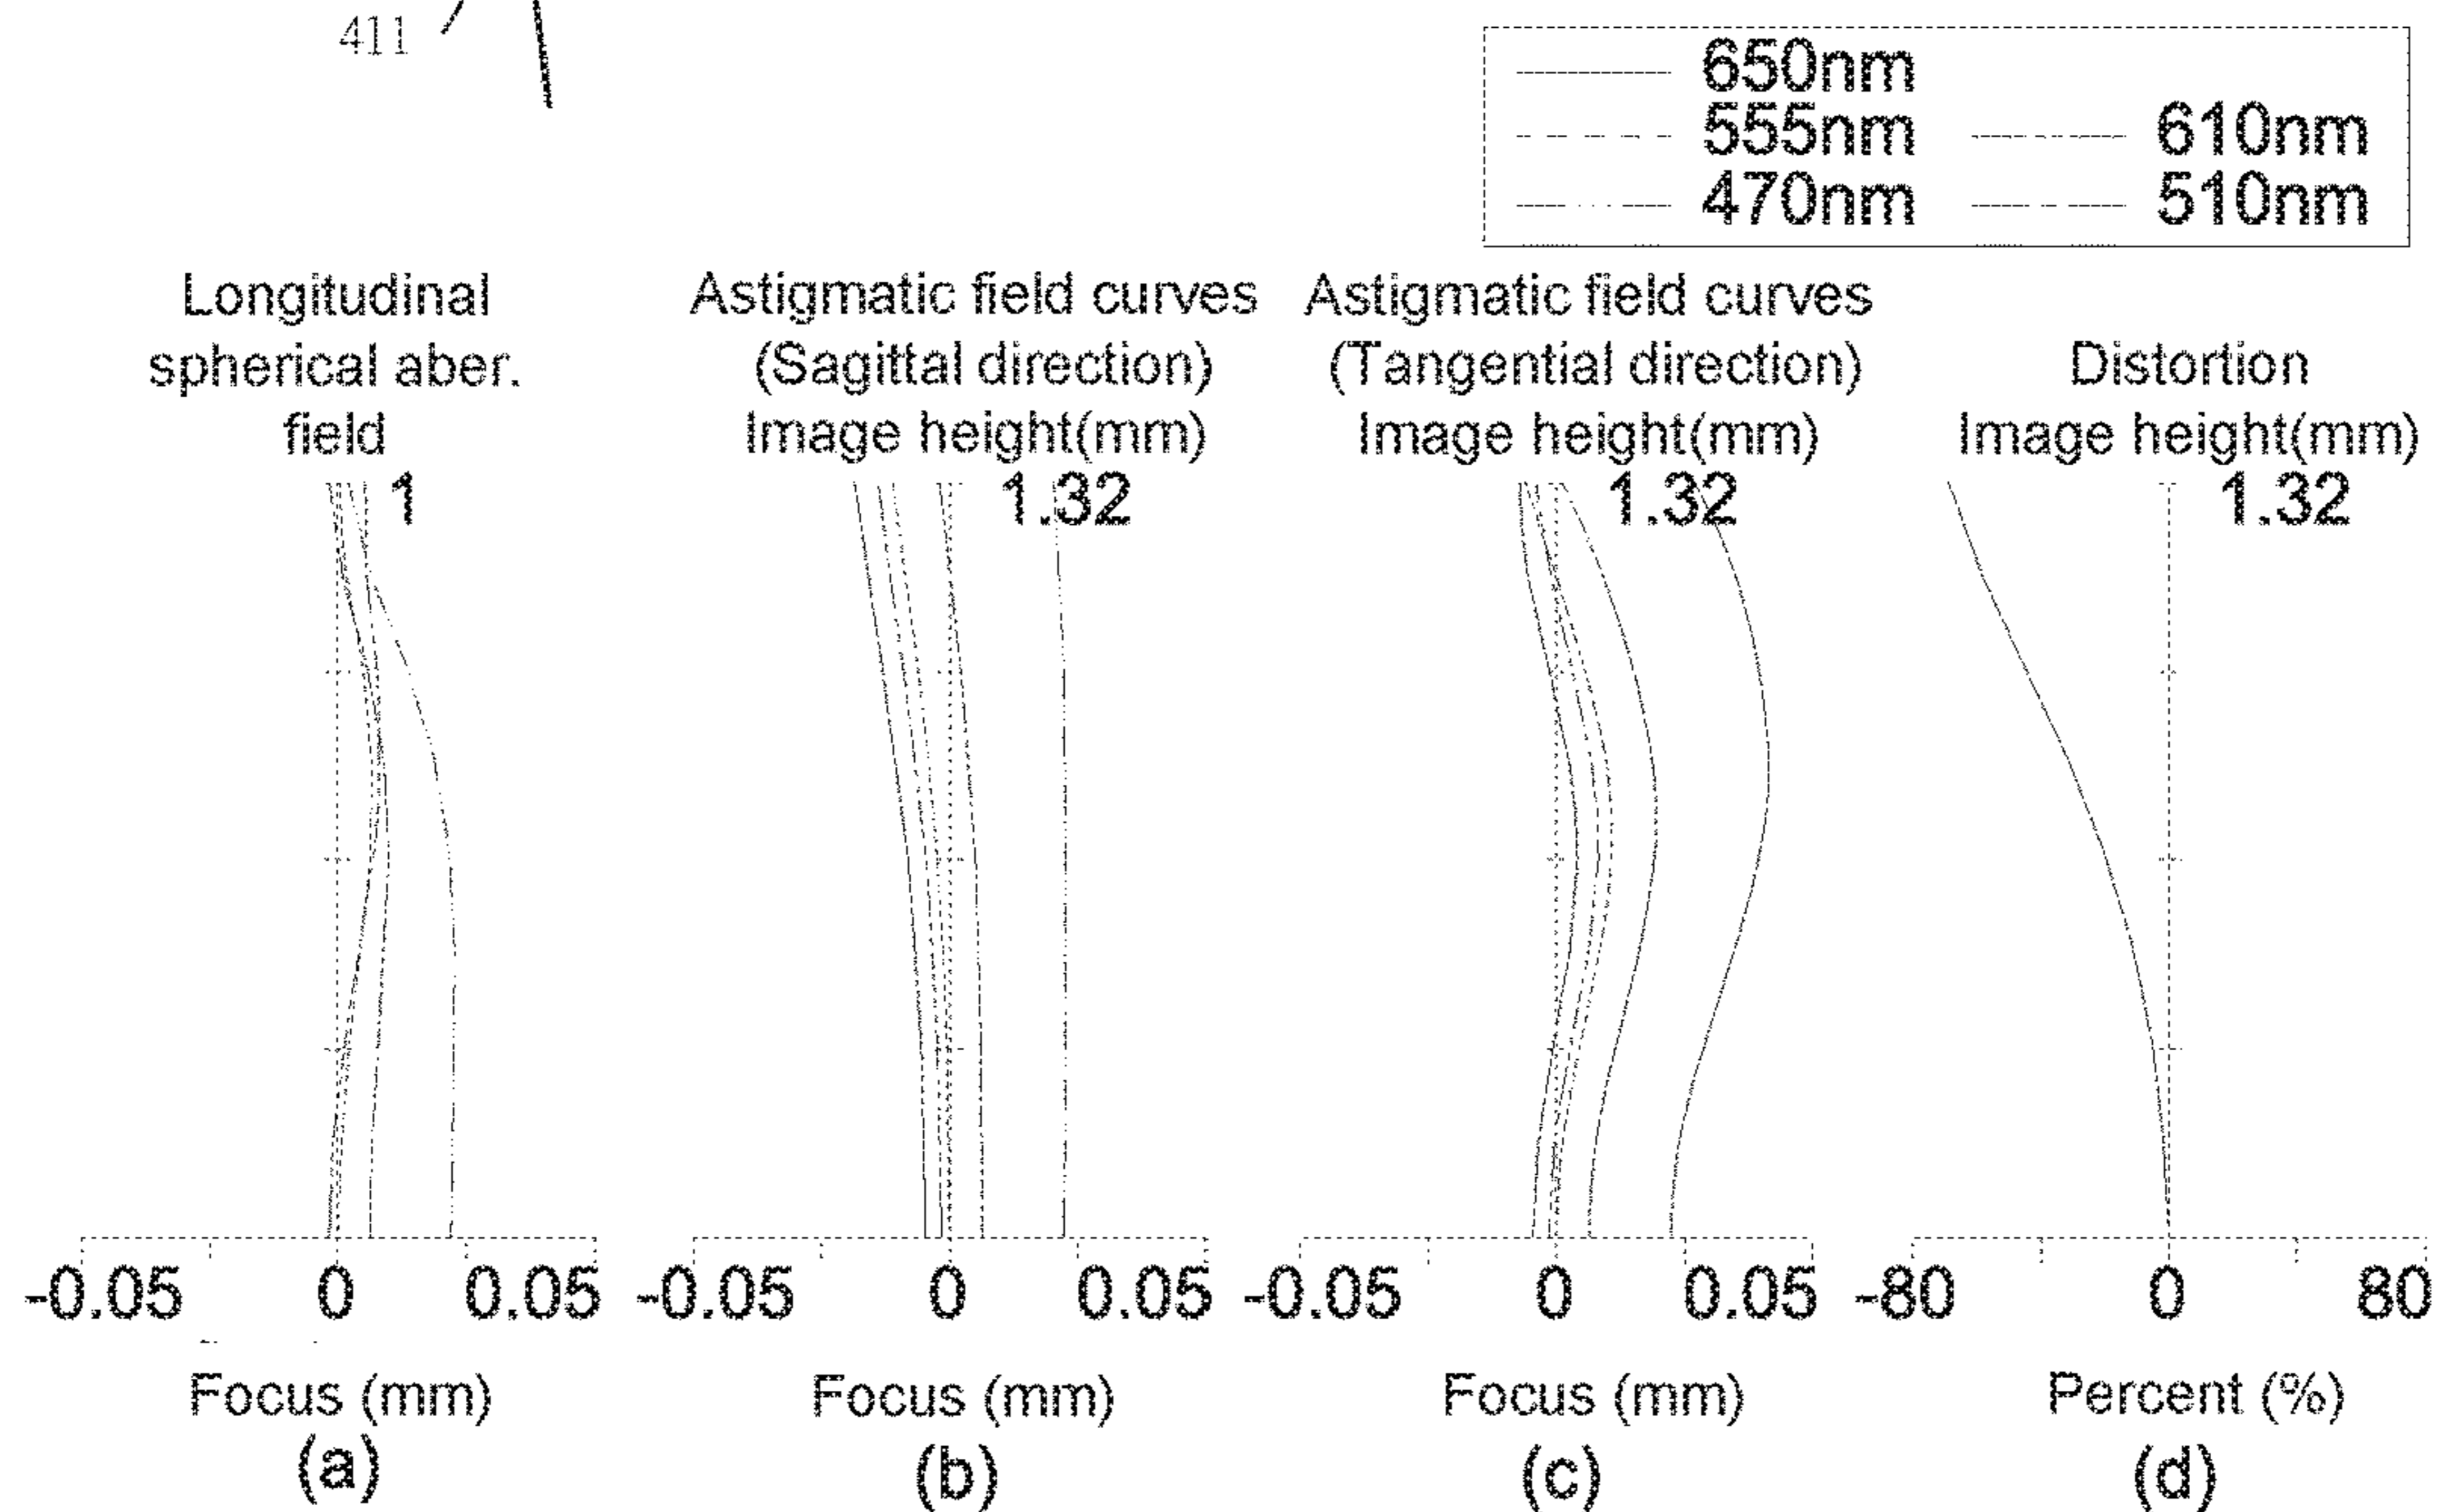 411
650nm
555nm 610nm
470nm 510nm
Longitudinal
spherical aber.
field
1
Astigmatic field curves
(Sagittal direction)
Image height(mm)
1.32
Astigmatic field curves
(Tangential direction)
Image height(mm)
1.32
Distortion
Image height(mm)
1.32
-0.05 0 0.05
-0.05 0 0.05
-0.05 0 0.05
-80 0 80
Focus (mm)
Focus (mm)
Focus (mm)
Percent (%)
(a)
(b)
(c)
(d)